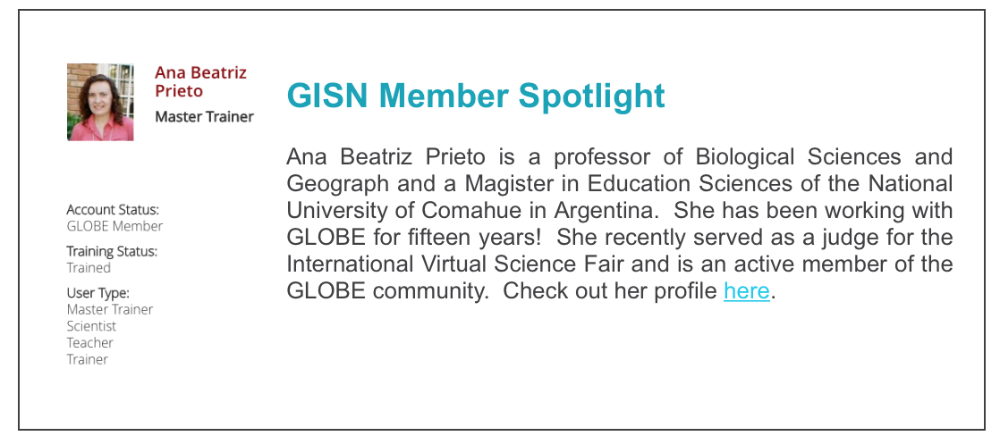 Ana Beatriz
Prieto
Master Trainer
Account Status:
GLOBE Member
Training Status:
Trained
User Type:
Master Trainer
Scientist
Teacher
Trainer
GISN Member Spotlight
Ana Beatriz Prieto is a professor of Biological Sciences and
Geograph and a Magister in Education Sciences of the National
University of Comahue in Argentina.  She has been working with
GLOBE for fifteen years!  She recently served as a judge for the
International Virtual Science Fair and is an active member of the
GLOBE community.  Check out her profile here.